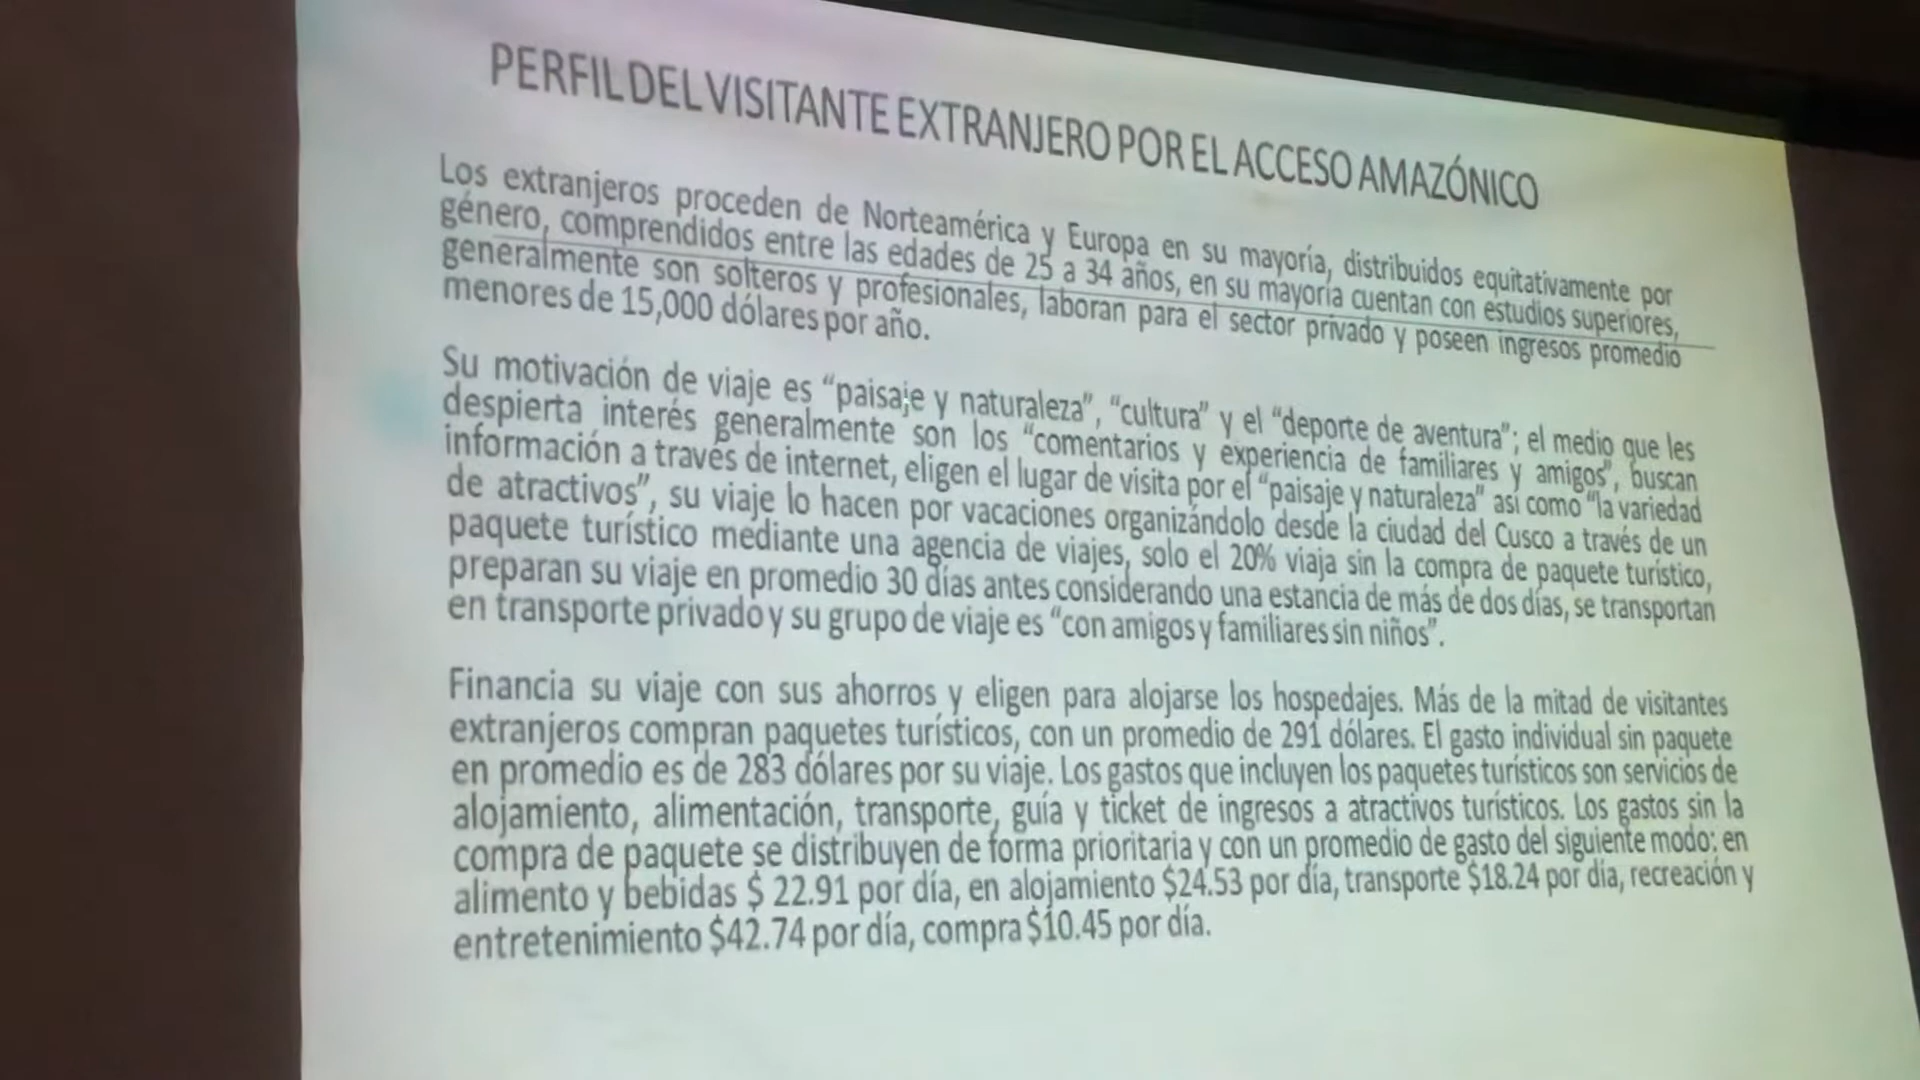 PERFIL DEL VISITANTE EXTRANJERO POR EL ACCESO AMAZÓNICO
Los extranjeros proceden de Norteamérica y Europa en su mayoría, distribuidos equitativamente por
género, comprendidos entre las edades de 25 a 34 años, en su mayoría cuentan con estudios superiores,
generalmente son solteros y profesionales, laboran para el sector privado y poseen ingresos promedio
menores de 15,000 dólares por año.
Su motivación de viaje es “paisaje y naturaleza”, “cultura” y el “deporte de aventura”; el medio que les
despierta interés generalmente son los “comentarios y experiencia de familiares y amigos”, buscan
información a través de internet, eligen el lugar de visita por el “paisaje y naturaleza” así como “la variedad
de atractivos”, su viaje lo hacen por vacaciones organizándolo desde la ciudad del Cusco a través de un
paquete turístico mediante una agencia de viajes, solo el 20% viaja sin la compra de paquete turístico,
preparan su viaje en promedio 30 días antes considerando una estancia de más de dos días, se transportan
en transporte privado y su grupo de viaje es “con amigos y familiares sin niños”.
Financia su viaje con sus ahorros y eligen para alojarse los hospedajes. Más de la mitad de visitantes
extranjeros compran paquetes turísticos, con un promedio de 291 dólares. El gasto individual sin paquete
en promedio es de 283 dólares por su viaje. Los gastos que incluyen los paquetes turísticos son servicios de
alojamiento, alimentación, transporte, guía y ticket de ingresos a atractivos turísticos. Los gastos sin la
compra de paquete se distribuyen de forma prioritaria y con un promedio de gasto del siguiente modo: en
alimento y bebidas $ 22.91 por día, en alojamiento $24.53 por día, transporte $18.24 por día, recreación y
entretenimiento $42.74 por día, compra $10.45 por día.